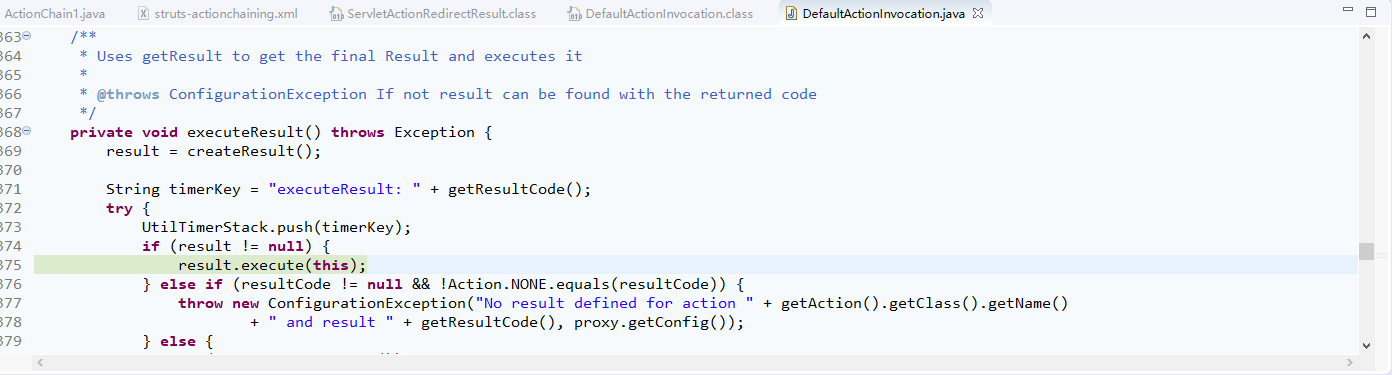 ActionChain1.java struts-actionchaining.xml ServletActionRedirectResult.class DefaultActionInvocation.class DefaultActionInvocation.java
363 /**
364 * Uses getResult to get the final Result and executes it
365 *
366 * @throws ConfigurationException If not result can be found with the returned code
367 */
368 private void executeResult() throws Exception {
369 result = createResult();
370
371 String timerKey = "executeResult: " + getResultCode();
372 try {
373 UtilTimerStack.push(timerKey);
374 if (result != null) {
375 result.execute(this);
376 } else if (resultCode != null && !Action.NONE.equals(resultCode)) {
377 throw new ConfigurationException("No result defined for action " + getAction().getClass().getName()
378 + " and result " + getResultCode(), proxy.getConfig());
379 } else {